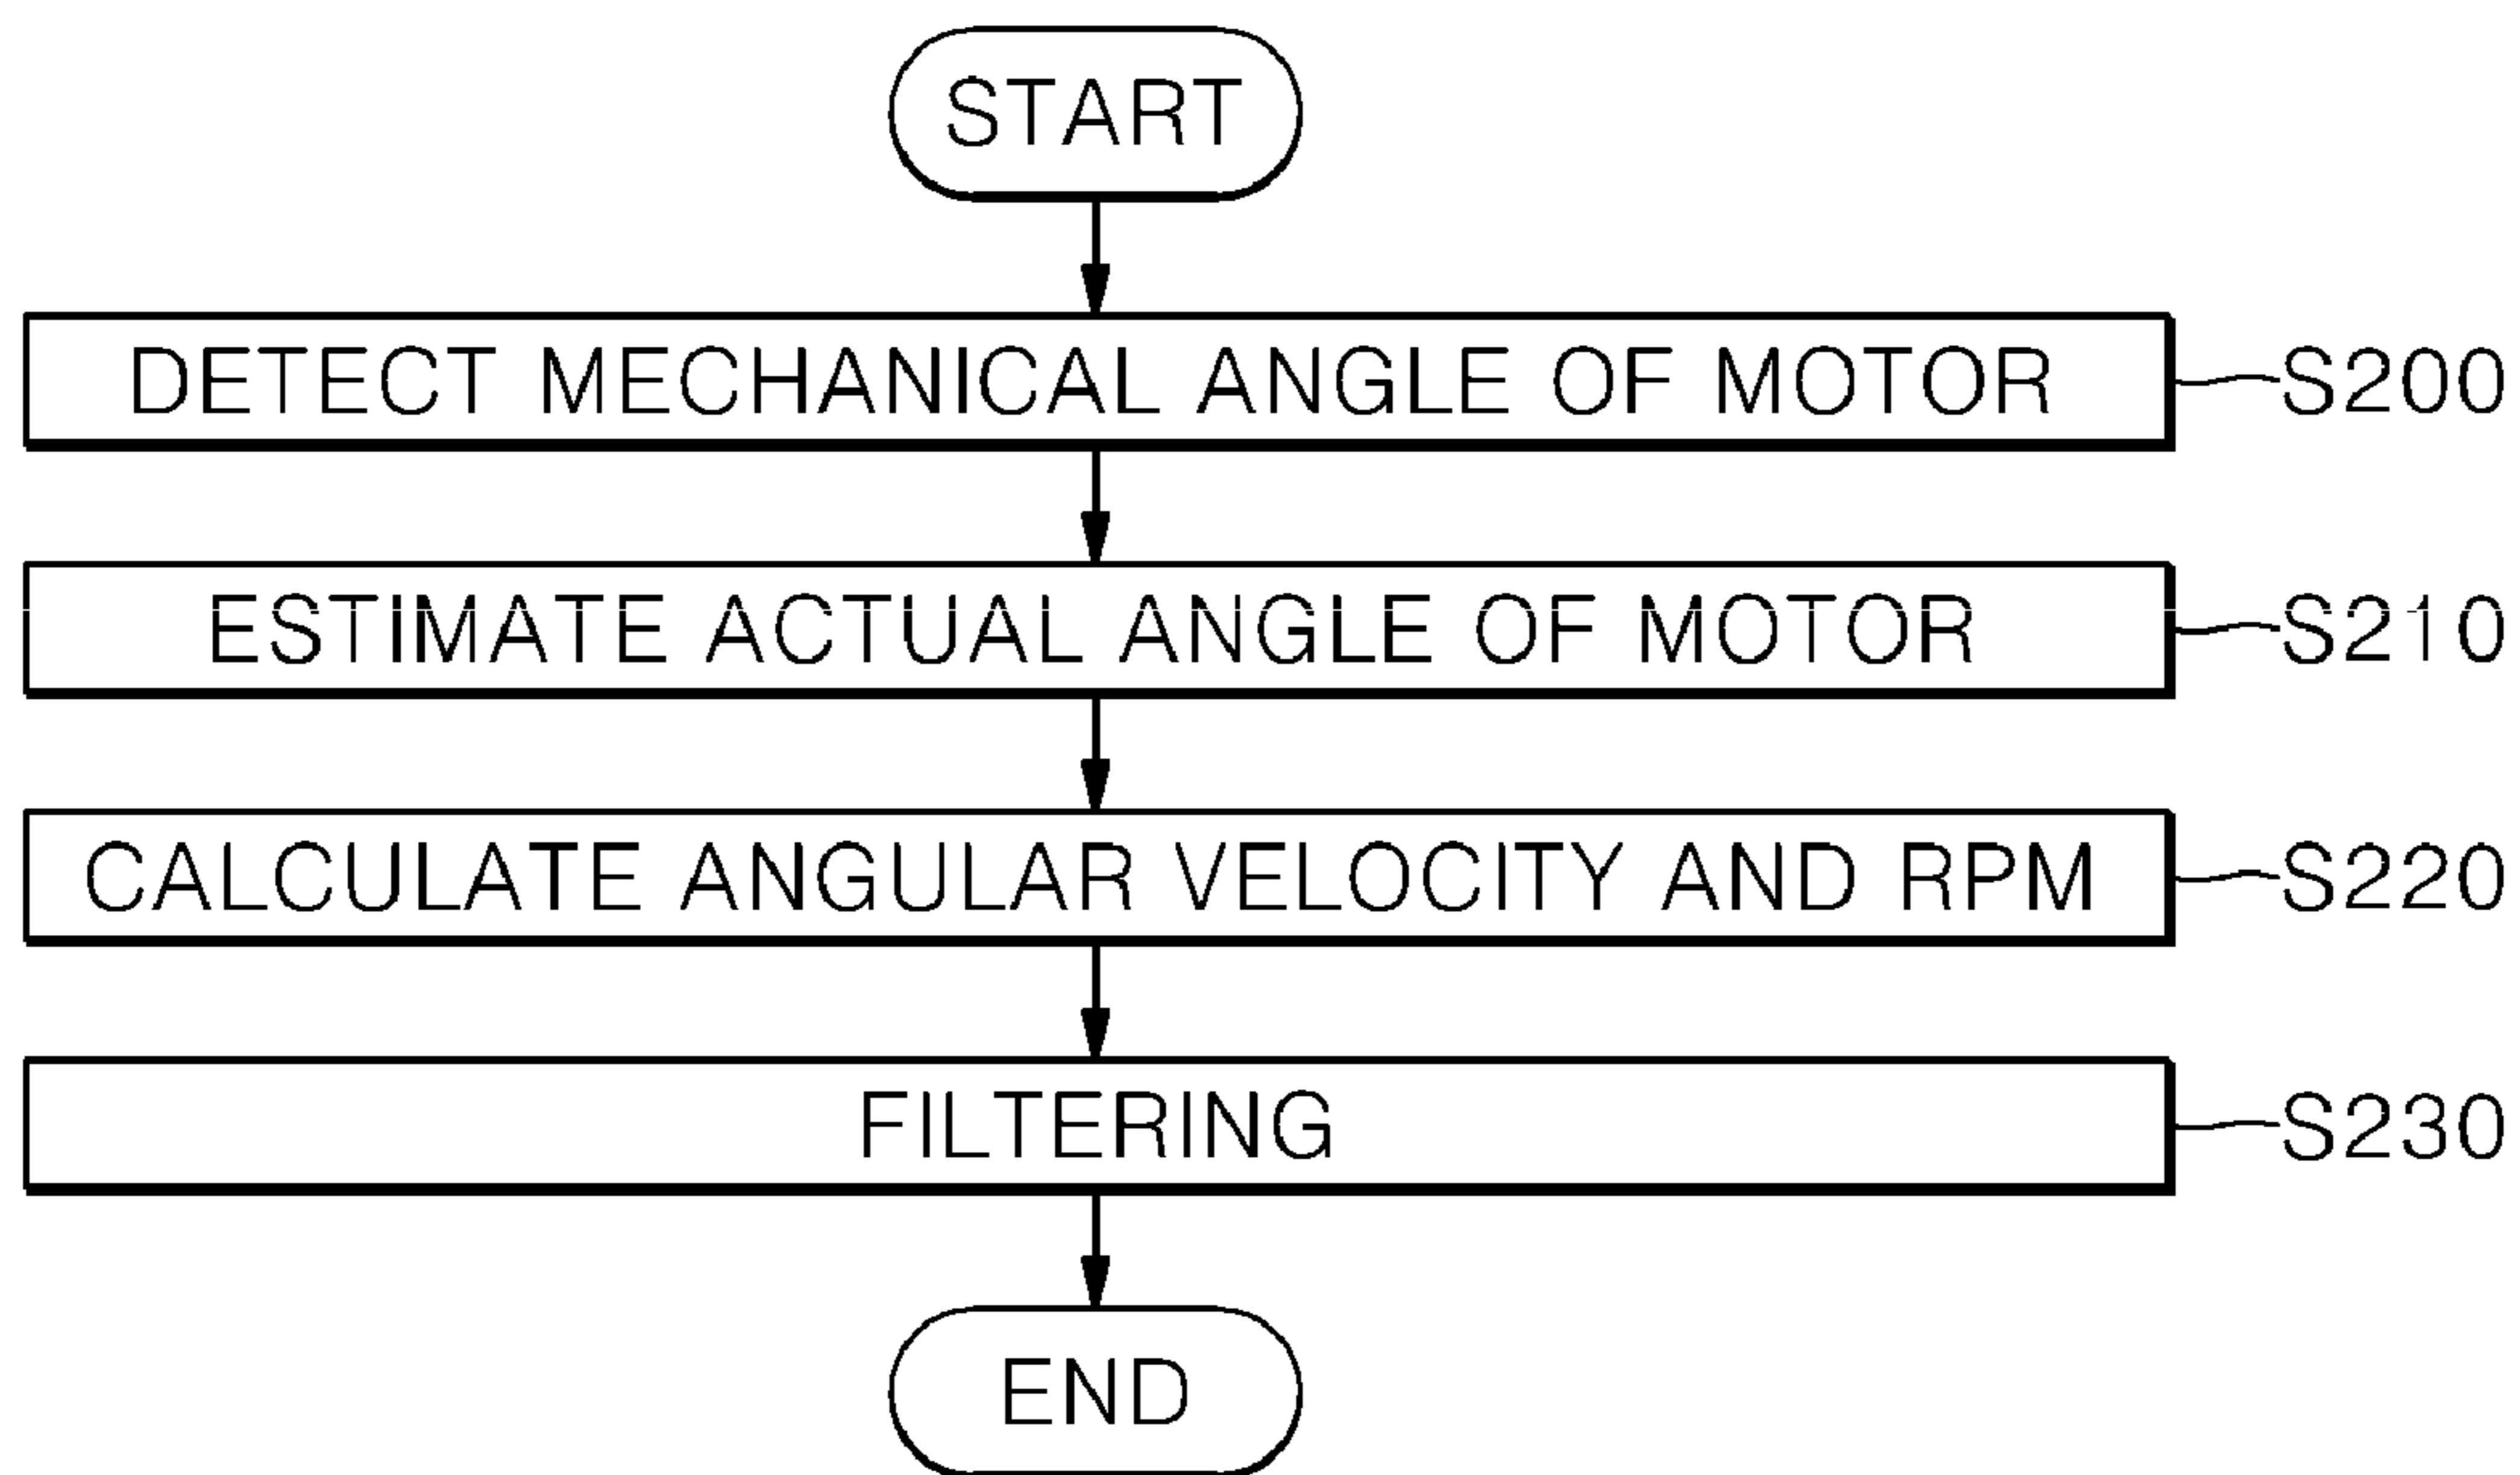 START
DETECT MECHANICAL ANGLE OF MOTOR S200
ESTIMATE ACTUAL ANGLE OF MOTOR S210
CALCULATE ANGULAR VELOCITY AND RPM S220
FILTERING S230
END